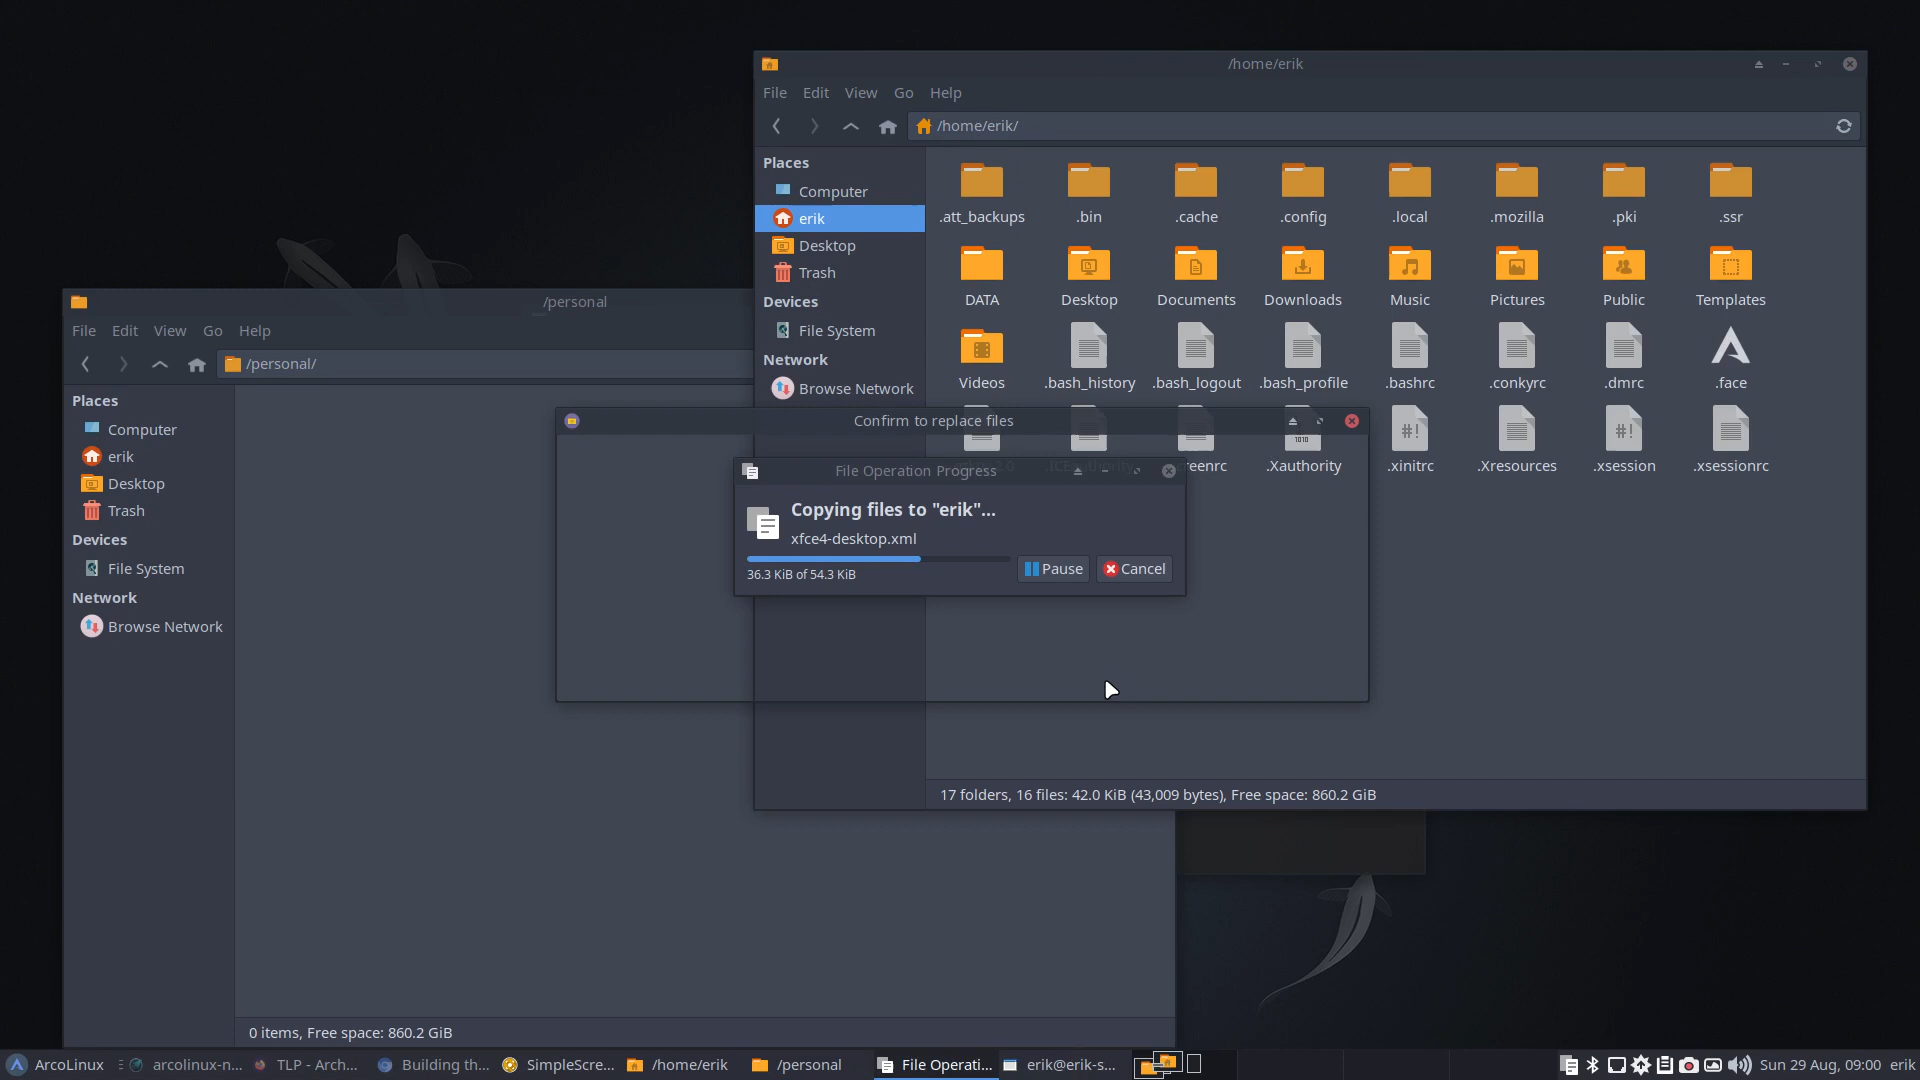 /home/erik
File Edit View Go Help
/home/erik/
Places
Computer
erik
Desktop
Trash
Devices
File System
Network
Browse Network
.att_backups .bin .cache .config .local .mozilla .pki .ssr
DATA Desktop Documents Downloads Music Pictures Public Templates
Videos .bash_history .bash_logout .bash_profile .bashrc .conkyrc .dmrc .face
1010 #! #!
.Xauthority .xinitrc .Xresources .xsession .xsessionrc
17 folders, 16 files: 42.0 KiB (43,009 bytes), Free space: 860.2 GiB
/personal
File Edit View Go Help
/personal/
Places
Computer
erik
Desktop
Trash
Devices
File System
Network
Browse Network
0 items, Free space: 860.2 GiB
Confirm to replace files
File Operation Progress
Copying files to "erik"...
xfce4-desktop.xml
36.3 KiB of 54.3 KiB
Pause Cancel
ArcoLinux arcolinux-n... TLP - Arch... Building th... SimpleScre... /home/erik /personal File Operati... erik@erik-s... Sun 29 Aug, 09:00 erik